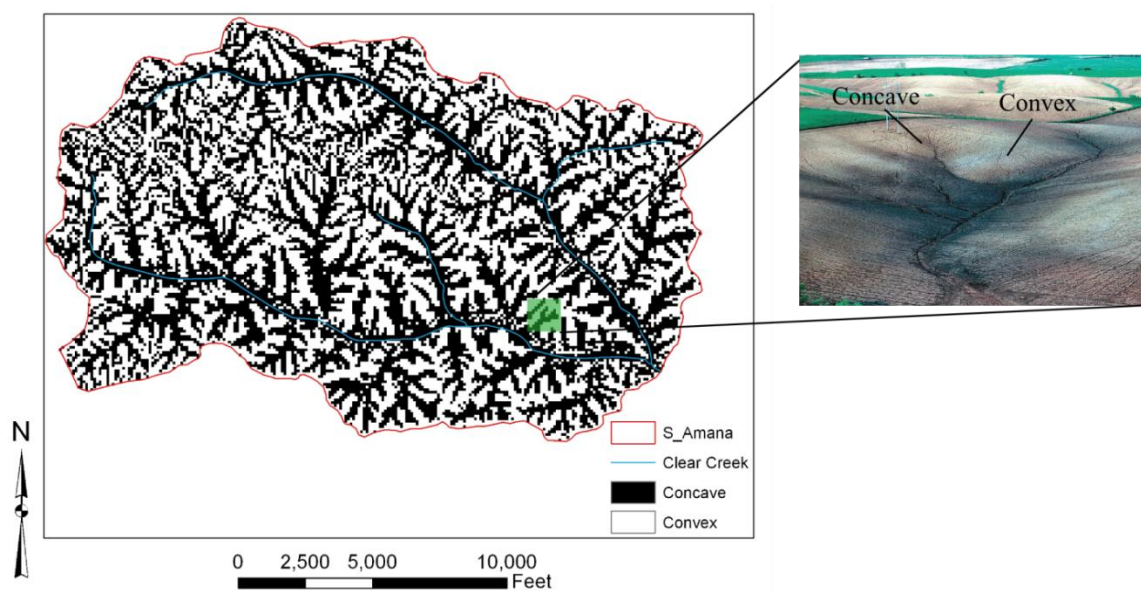 Concave
Convex
N
S_Amana
Clear Creek
Concave
Convex
0 2,500 5,000 10,000
Feet